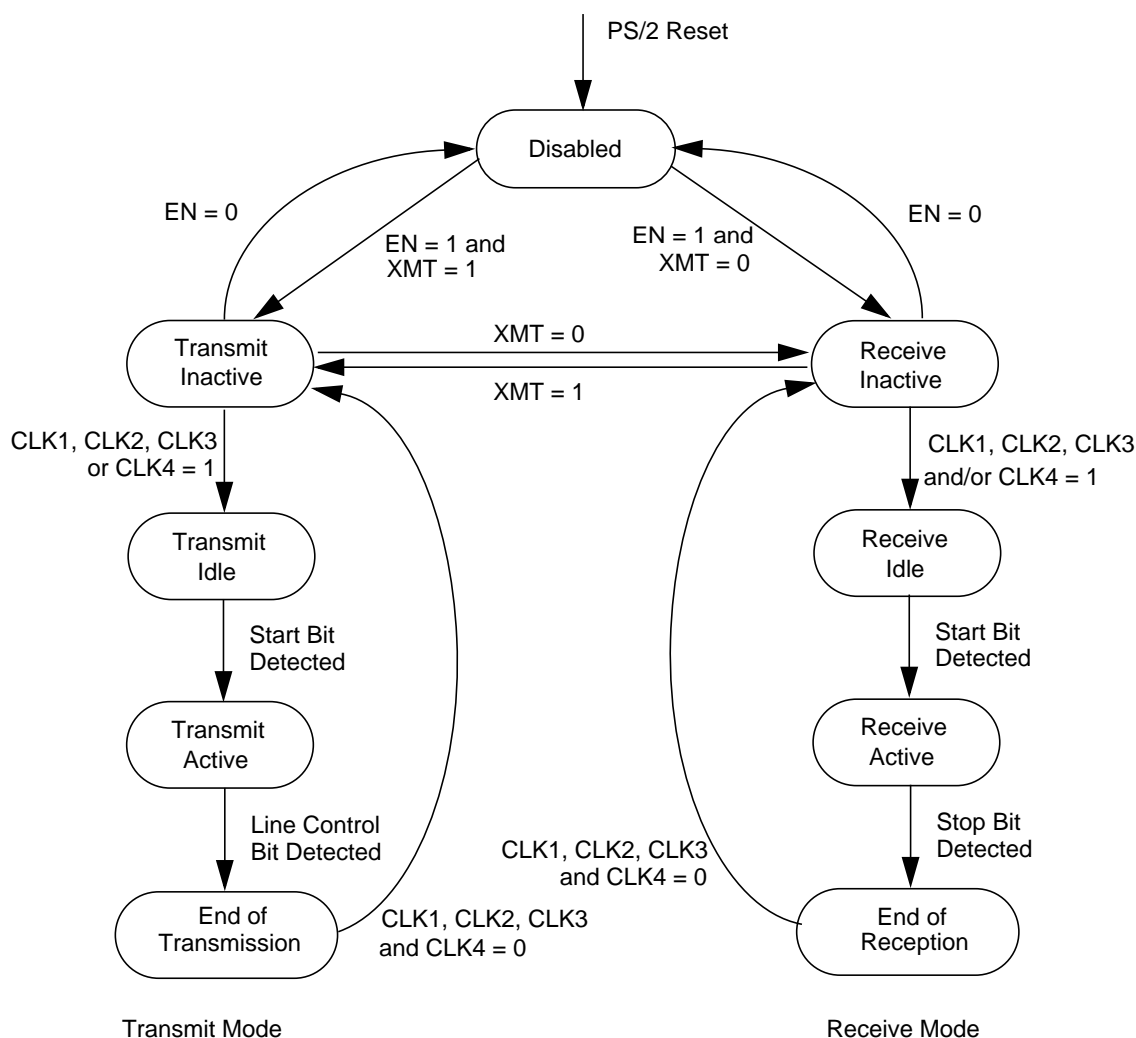 PS/2 Reset
Disabled
EN = 0
EN = 1 and
XMT = 1
EN = 1 and
XMT = 0
EN = 0
Transmit
Inactive
XMT = 0
XMT = 1
Receive
Inactive
CLK1, CLK2, CLK3
or CLK4 = 1
CLK1, CLK2, CLK3
and/or CLK4 = 1
Transmit
Idle
Receive
Idle
Start Bit
Detected
Start Bit
Detected
Transmit
Active
Receive
Active
Line Control
Bit Detected
Stop Bit
Detected
CLK1, CLK2, CLK3
and CLK4 = 0
End of
Transmission
CLK1, CLK2, CLK3
and CLK4 = 0
End of
Reception
Transmit Mode
Receive Mode